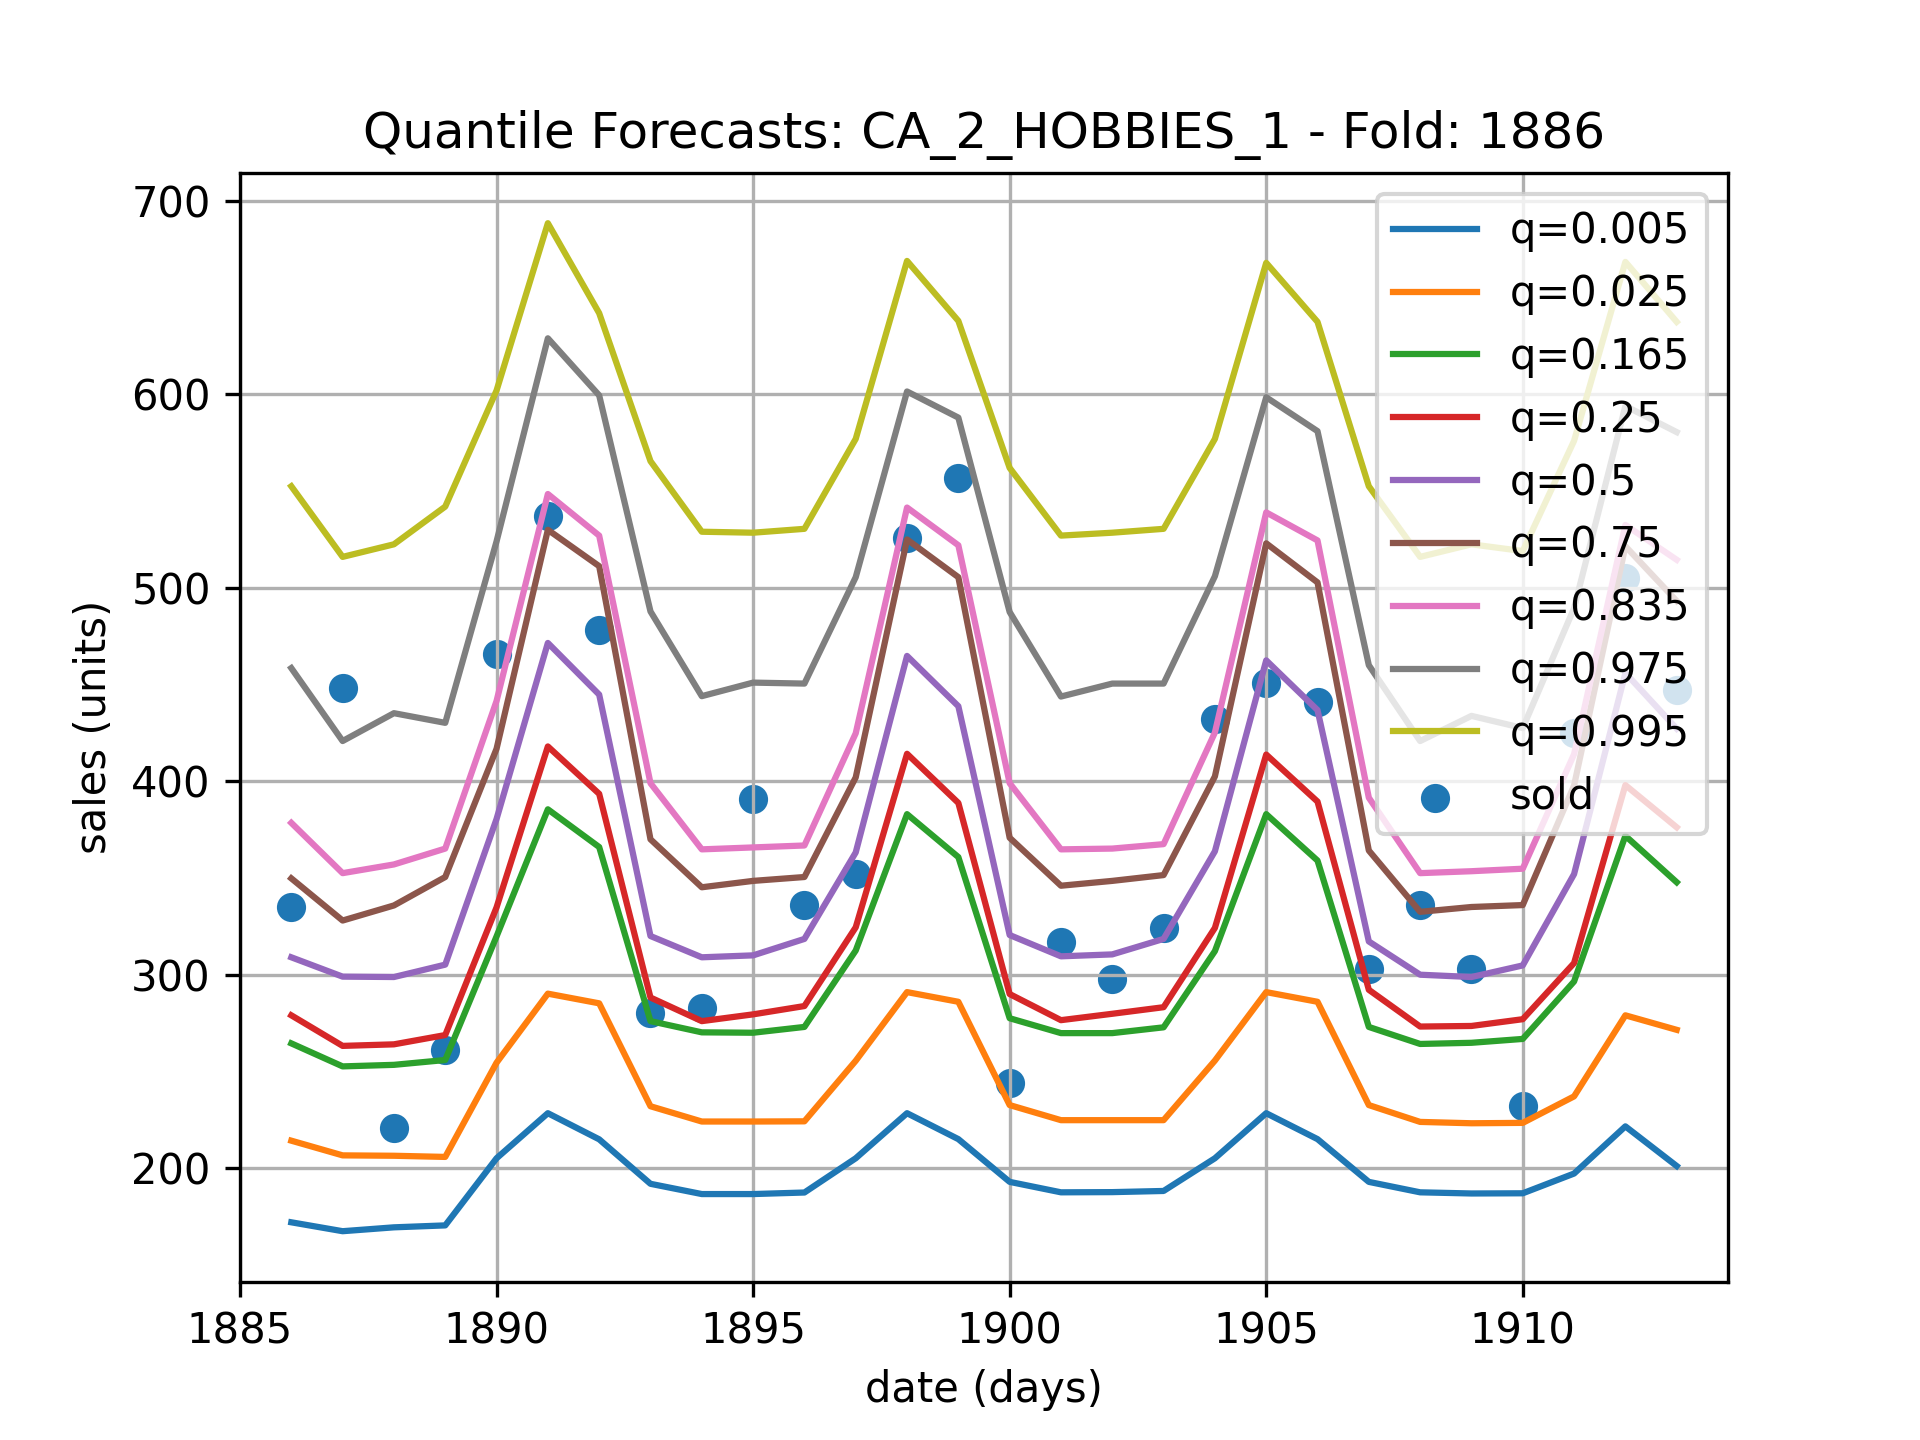 Quantile Forecasts: CA_2_HOBBIES_1 - Fold: 1886
700
600
500
400
300
200
sales (units)
q=0.005
q=0.025
q=0.165
q=0.25
q=0.5
q=0.75
q=0.835
q=0.975
q=0.995
sold
1885 1890 1895 1900 1905 1910
date (days)